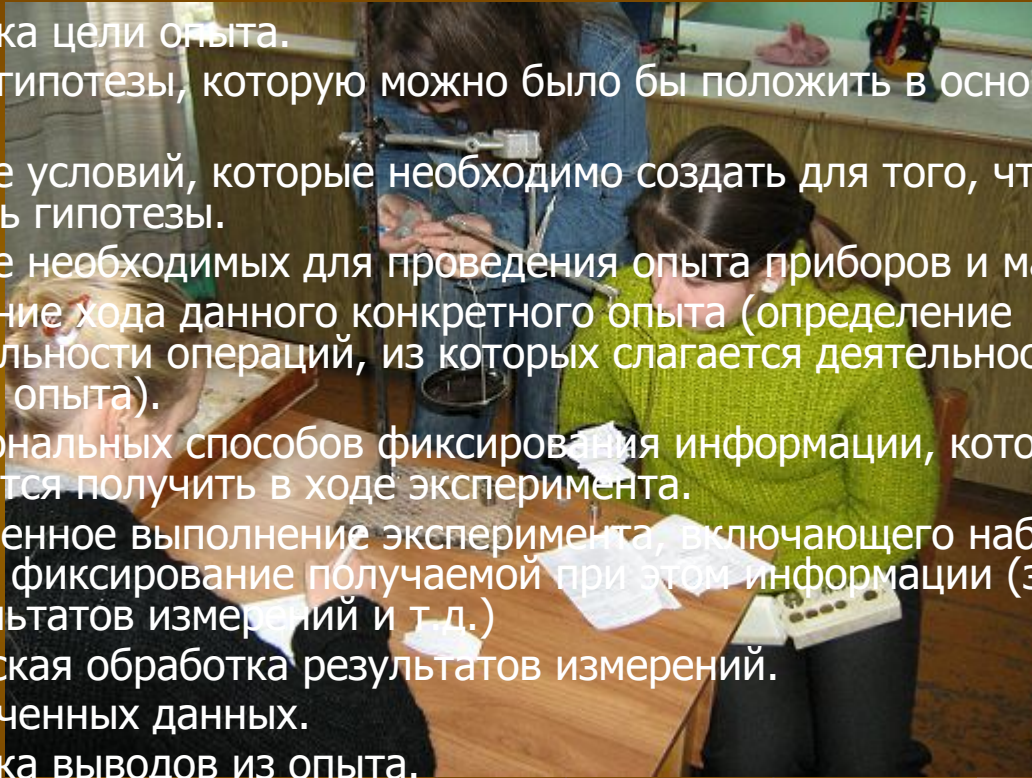 ка цели опыта.
гипотезы, которую можно было бы положить в осно
е условий, которые необходимо создать для того, чт
ь гипотезы.
е необходимых для проведения опыта приборов и ма
ние хода данного конкретного опыта (определение
льности операций, из которых слагается деятельнос
опыта).
ональных способов фиксирования информации, кото
тся получить в ходе эксперимента.
енное выполнение эксперимента, включающего наб
фиксирование получаемой при этом информации (з
льтатов измерений и т.д.)
ская обработка результатов измерений.
ченных данных.
ка выводов из опыта.